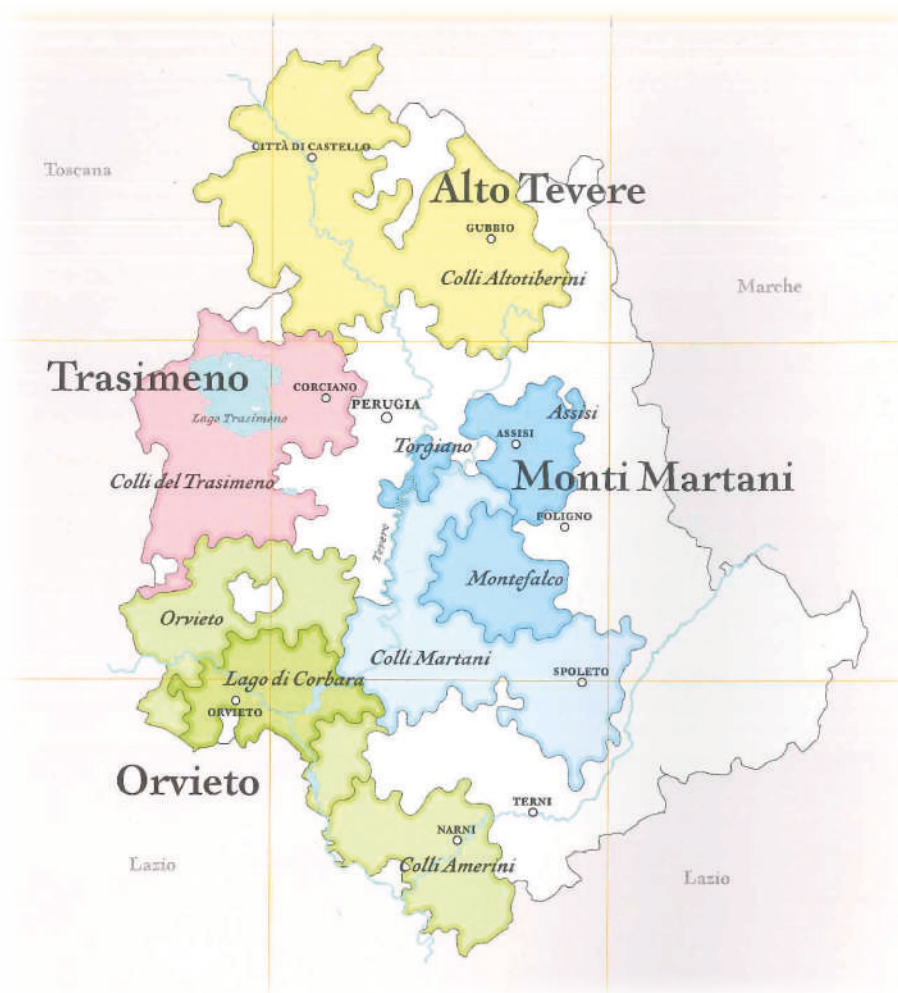 CITTÀ DI CASTELLO
Toscana
Alto Tevere
GUBBIO
Colli Altotiberini
Marche
Trasimeno
CORCIANO
PERUGIA
Lago Trasimeno
Assisi
ASSISI
Torgiano
Monti Martani
Colli del Trasimeno
FOLIGNO
Tevere
Montefalco
Orvieto
Colli Martani
SPOLETO
Lago di Corbara
ORVIETO
Orvieto
TERNI
NARNI
Colli Amerini
Lazio
Lazio